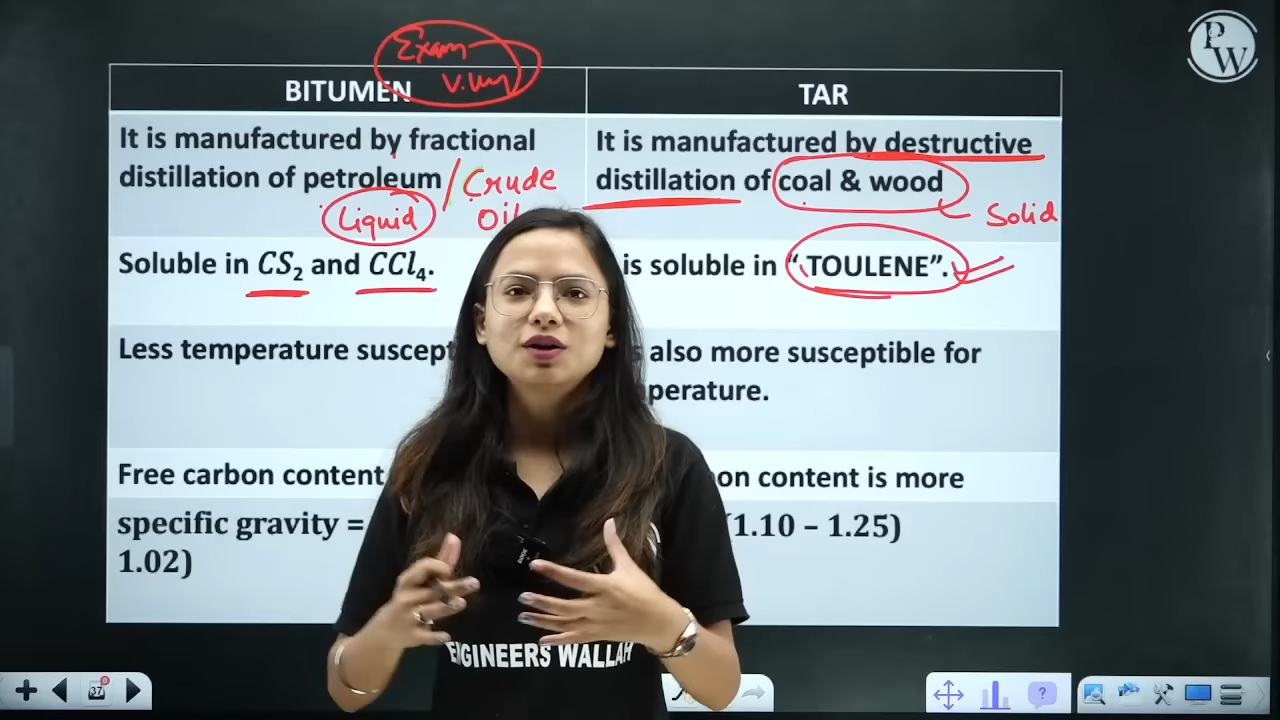 Exam
V.
PW
BITUMEN
TAR
It is manufactured by fractional
distillation of petroleum / Crude
Liquid
Oil
It is manufactured by destructive
distillation of coal & wood
Solid
Soluble in CS₂ and CCl₄.
is soluble in “ TOULENE”.
Less temperature suscept
also more susceptible for
perature.
Free carbon content
on content is more
specific gravity =
1.02)
(1.10 – 1.25)
ENGINEERS WALLAH
37